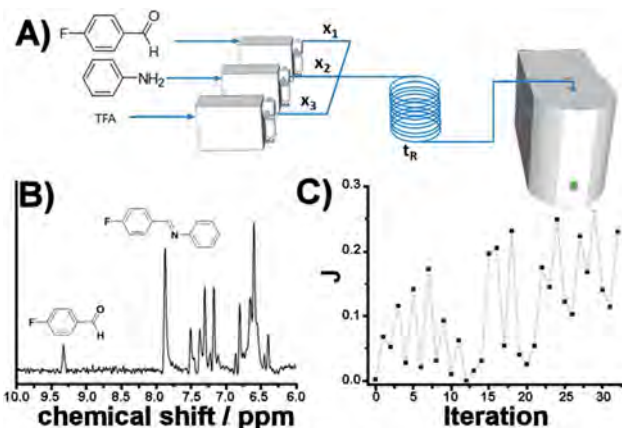 A)
F
O
H
NH₂
TFA
x₁
x₂
x₃
t_R
B)
F
N
F
O
H
10.0 9.5 9.0 8.5 8.0 7.5 7.0 6.5 6.0
chemical shift / ppm
C)
0.3
0.2
0.1
0.0
J
0 5 10 15 20 25 30
Iteration